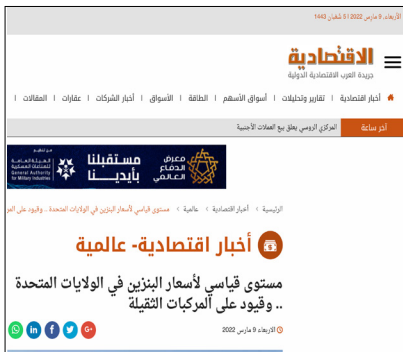 الأربعاء, 9 مارس 2022 | 5 شعبان 1443
الاقتصادية
جريدة العرب الاقتصادية الدولية
أخبار اقتصادية | تقارير وتحليلات | أسواق الأسهم | الطاقة | الأسواق | أخبار الشركات | عقارات | المقالات |
آخر ساعة المركزي الروسي يعلق بيع العملات الأجنبية
معرض الدفاع العالمي
مستقبلنا بأيدينا
الهيئة العامة للصناعات العسكرية
General Authority for Military Industries
الرئيسية > أخبار اقتصادية > عالمية > مستوى قياسي لأسعار البنزين في الولايات المتحدة .. وقيود على المر
أخبار اقتصادية- عالمية
مستوى قياسي لأسعار البنزين في الولايات المتحدة
.. وقيود على المركبات الثقيلة
الاربعاء 9 مارس 2022